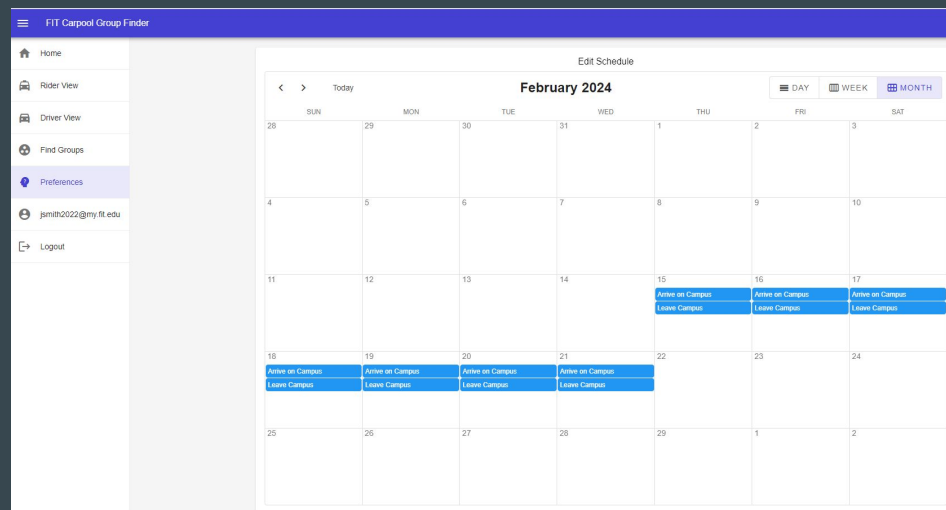 FIT Carpool Group Finder
Home
Rider View
Driver View
Find Groups
Preferences
jsmith2022@my.fit.edu
Logout
Edit Schedule
Today February 2024 DAY WEEK MONTH
SUN MON TUE WED THU FRI SAT
28 29 30 31 1 2 3
4 5 6 7 8 9 10
11 12 13 14 15 16 17
Arrive on Campus Arrive on Campus Arrive on Campus
Leave Campus Leave Campus Leave Campus
18 19 20 21 22 23 24
Arrive on Campus Arrive on Campus Arrive on Campus Arrive on Campus
Leave Campus Leave Campus Leave Campus Leave Campus
25 26 27 28 29 1 2